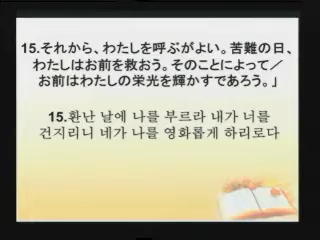 15.それから、わたしを呼ぶがよい。苦難の日、
わたしはお前を救おう。そのことによって／
お前はわたしの栄光を輝かすであろう。」
15.환난 날에 나를 부르라 내가 너를
건지리니 네가 나를 영화롭게 하리로다